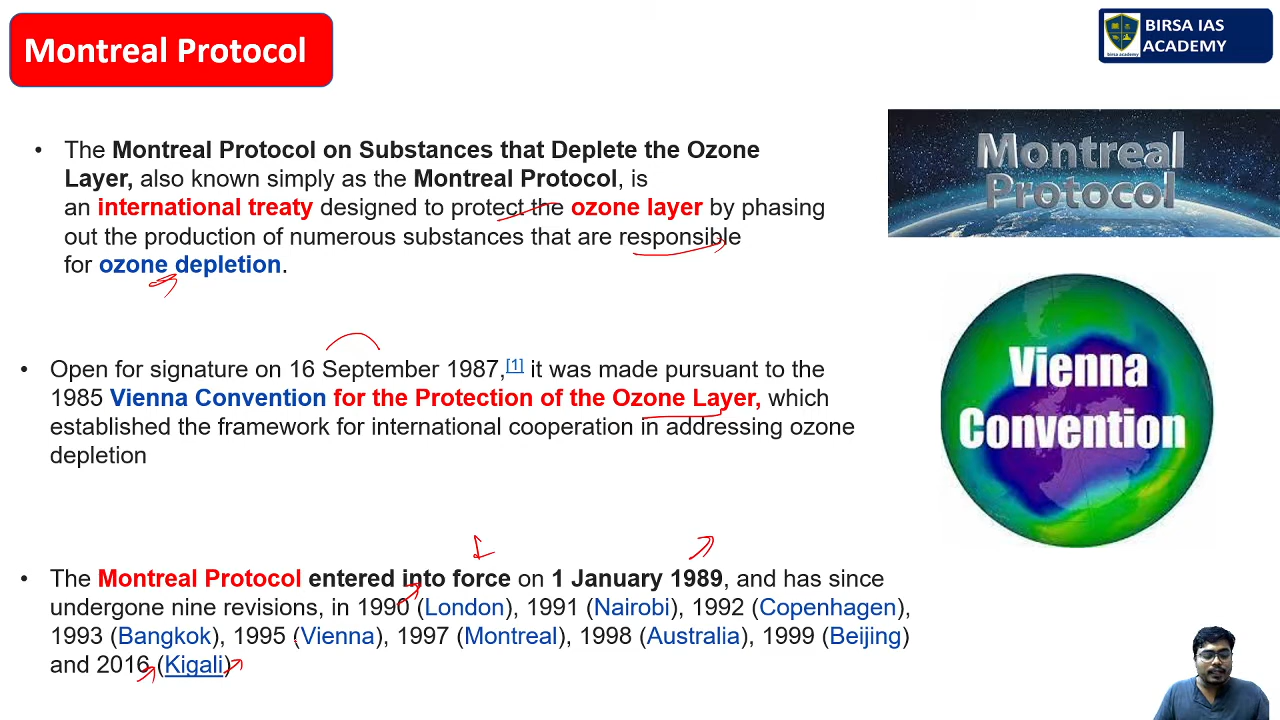 Montreal Protocol
BIRSA IAS
ACADEMY
birsa academy
• The Montreal Protocol on Substances that Deplete the Ozone
Layer, also known simply as the Montreal Protocol, is
an international treaty designed to protect the ozone layer by phasing
out the production of numerous substances that are responsible
for ozone depletion.
Montreal
Protocol
• Open for signature on 16 September 1987,[1] it was made pursuant to the
1985 Vienna Convention for the Protection of the Ozone Layer, which
established the framework for international cooperation in addressing ozone
depletion
Vienna
Convention
• The Montreal Protocol entered into force on 1 January 1989, and has since
undergone nine revisions, in 1990 (London), 1991 (Nairobi), 1992 (Copenhagen),
1993 (Bangkok), 1995 (Vienna), 1997 (Montreal), 1998 (Australia), 1999 (Beijing)
and 2016 (Kigali)